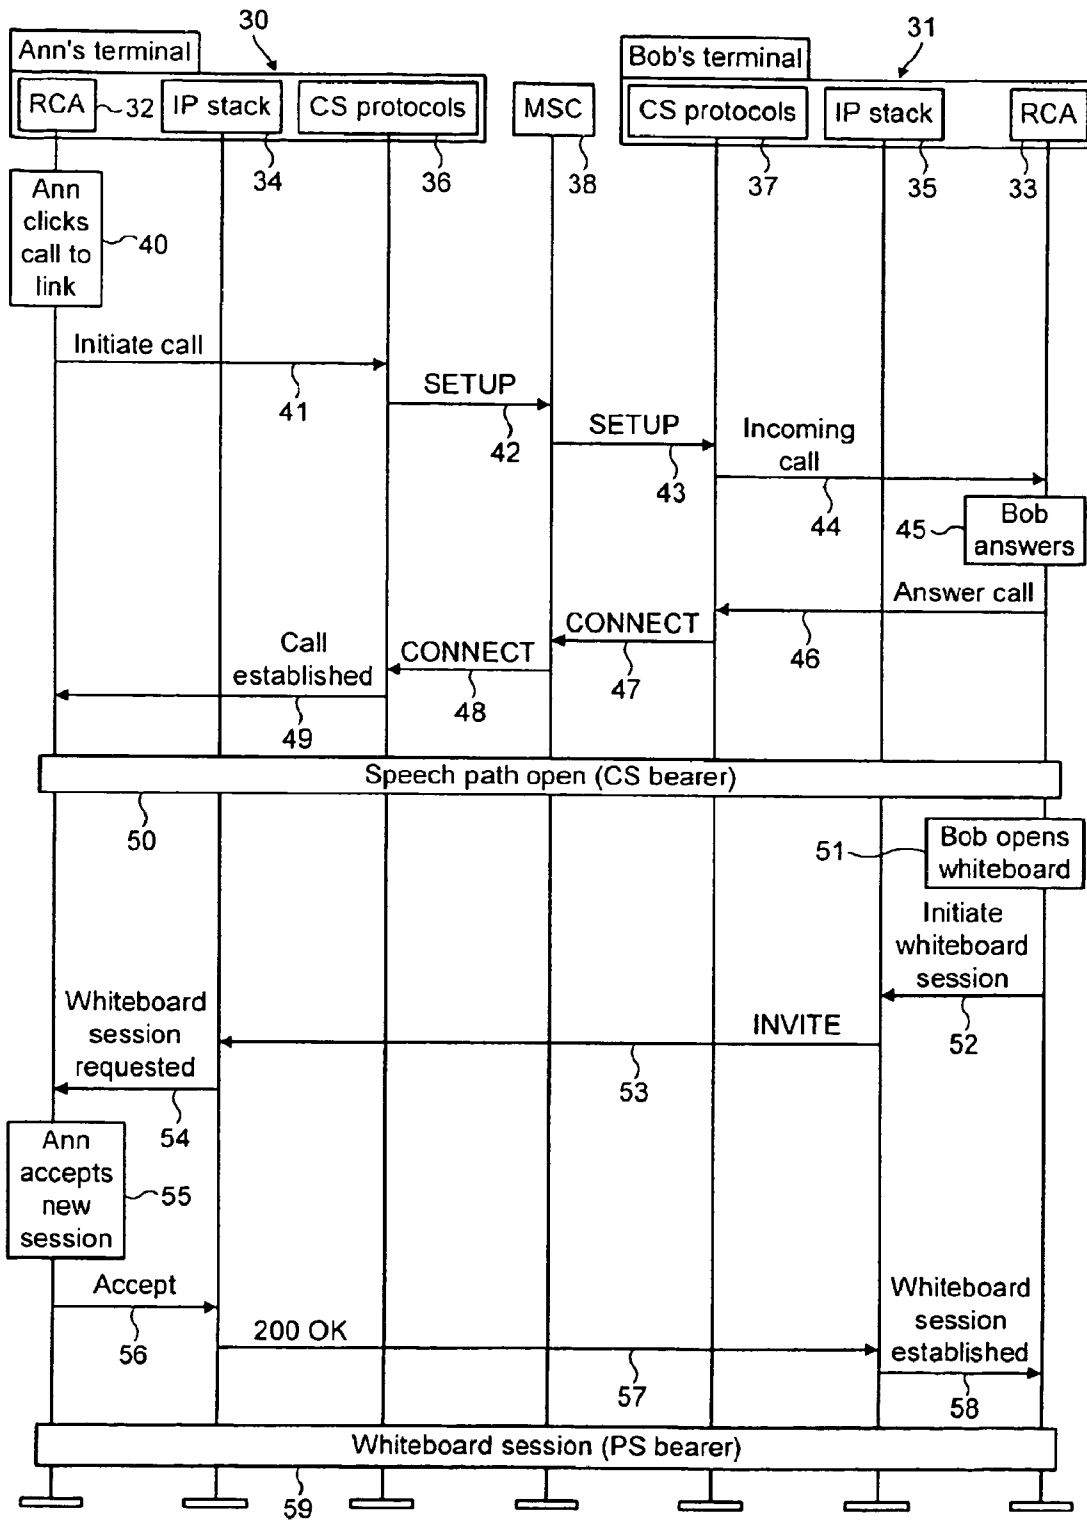 30
31
Ann's terminal
Bob's terminal
RCA
32
IP stack
CS protocols
MSC
CS protocols
IP stack
RCA
34
36
38
37
35
33
Ann
clicks
call to
link
40
Initiate call
41
SETUP
42
SETUP
43
Incoming
call
44
45
Bob
answers
Answer call
46
CONNECT
47
CONNECT
48
Call
established
49
Speech path open (CS bearer)
50
51
Bob opens
whiteboard
Initiate
whiteboard
session
52
INVITE
53
Whiteboard
session
requested
54
Ann
accepts
new
session
55
Accept
56
200 OK
57
Whiteboard
session
established
58
Whiteboard session (PS bearer)
59